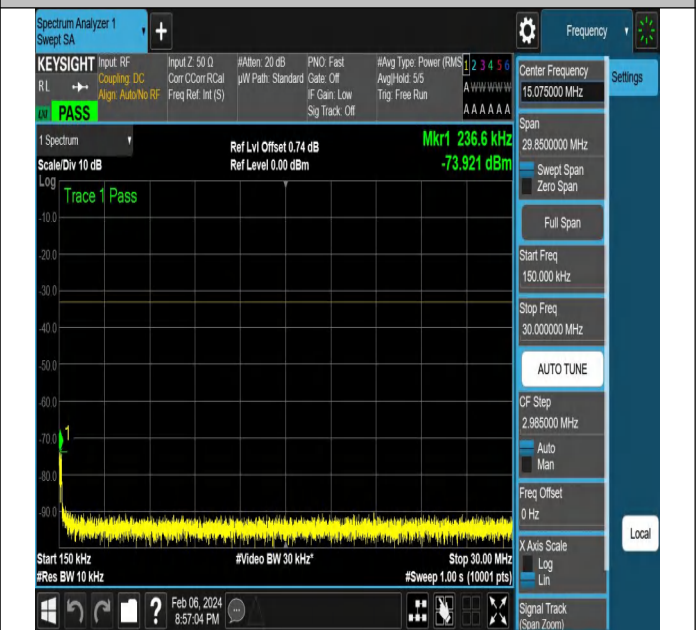 Spectrum Analyzer 1
Swept SA
+
Frequency
KEYSIGHT
RL
Input: RF
Coupling: DC
Align: Auto/No RF
Input Z: 50 Ω
Corr CCorr RCal
Freq Ref: Int (S)
#Atten: 20 dB
µW Path: Standard
PNO: Fast
Gate: Off
IF Gain: Low
Sig Track: Off
#Avg Type: Power (RMS
Avg|Hold: 5/5
Trig: Free Run
1 2 3 4 5 6
A W W W W W
A A A A A A
PASS
1 Spectrum
Scale/Div 10 dB
Ref Lvl Offset 0.74 dB
Ref Level 0.00 dBm
Mkr1 236.6 kHz
-73.921 dBm
Log
Trace 1 Pass
-10.0
-20.0
-30.0
-40.0
-50.0
-60.0
-70.0
-80.0
-90.0
1
Start 150 kHz
#Res BW 10 kHz
#Video BW 30 kHz*
Stop 30.00 MHz
#Sweep 1.00 s (10001 pts)
Center Frequency
15.075000 MHz
Settings
Span
29.8500000 MHz
Swept Span
Zero Span
Full Span
Start Freq
150.000 kHz
Stop Freq
30.000000 MHz
AUTO TUNE
CF Step
2.985000 MHz
Auto
Man
Freq Offset
0 Hz
X Axis Scale
Log
Lin
Signal Track
(Span Zoom)
Local
?
Feb 06, 2024
8:57:04 PM